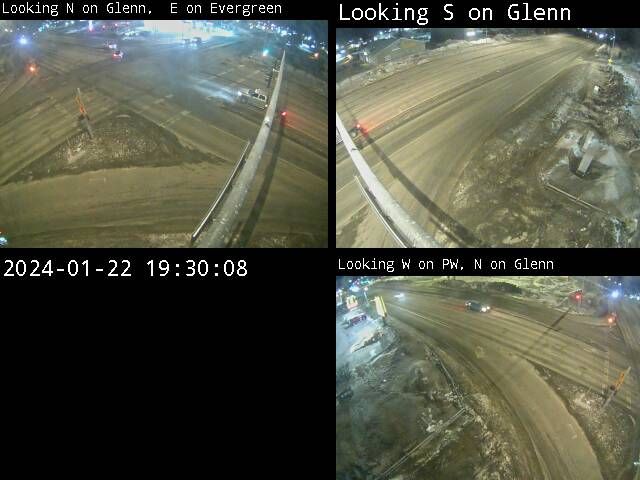 Looking N on Glenn, E on Evergreen
Looking S on Glenn
2024-01-22 19:30:08
Looking W on PW, N on Glenn